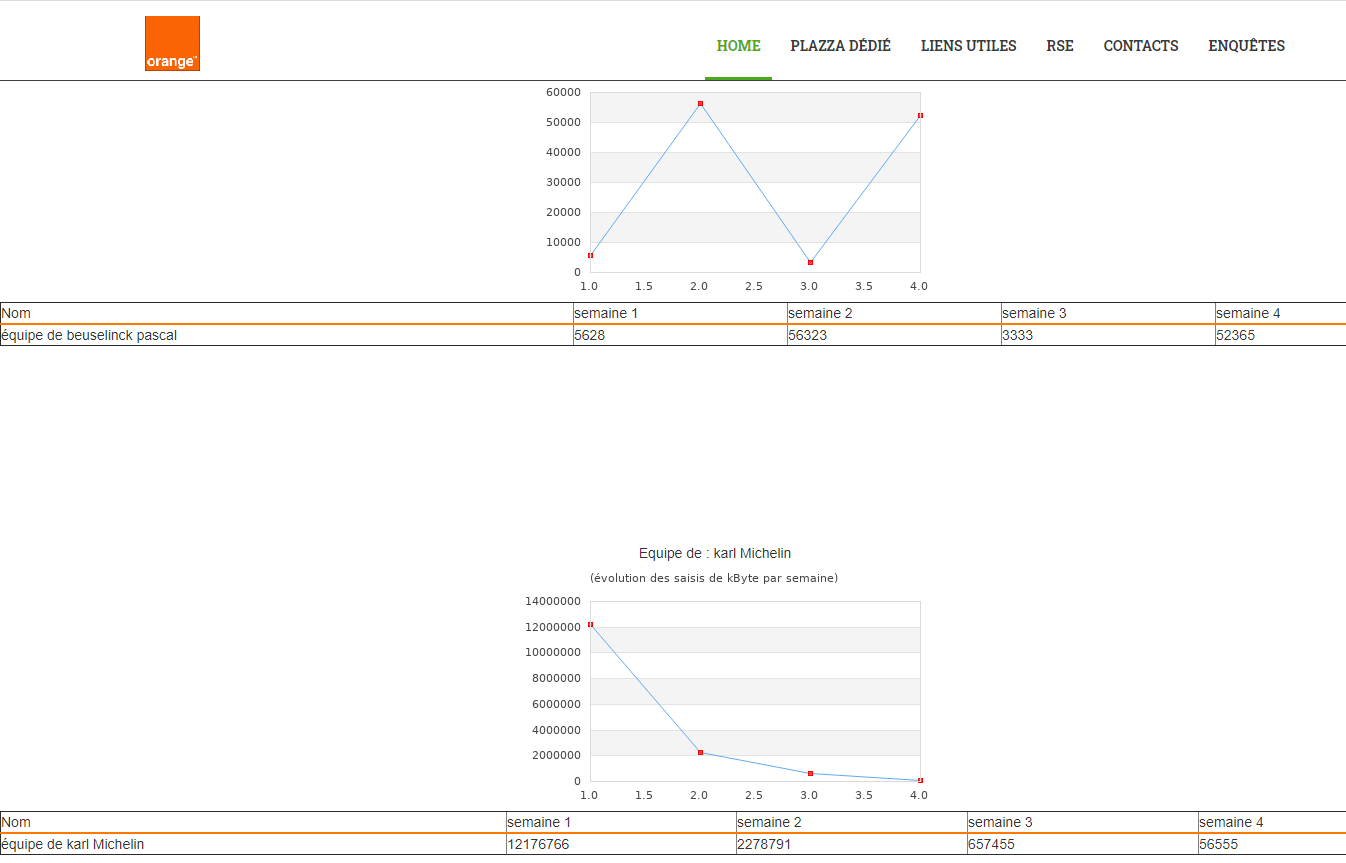 orange™
HOME PLAZZA DÉDIÉ LIENS UTILES RSE CONTACTS ENQUÊTES
60000
50000
40000
30000
20000
10000
0
1.0 1.5 2.0 2.5 3.0 3.5 4.0
Nom semaine 1 semaine 2 semaine 3 semaine 4
équipe de beuselinck pascal 5628 56323 3333 52365
Equipe de : karl Michelin
(évolution des saisis de kByte par semaine)
14000000
12000000
10000000
8000000
6000000
4000000
2000000
0
1.0 1.5 2.0 2.5 3.0 3.5 4.0
Nom semaine 1 semaine 2 semaine 3 semaine 4
équipe de karl Michelin 12176766 2278791 657455 56555